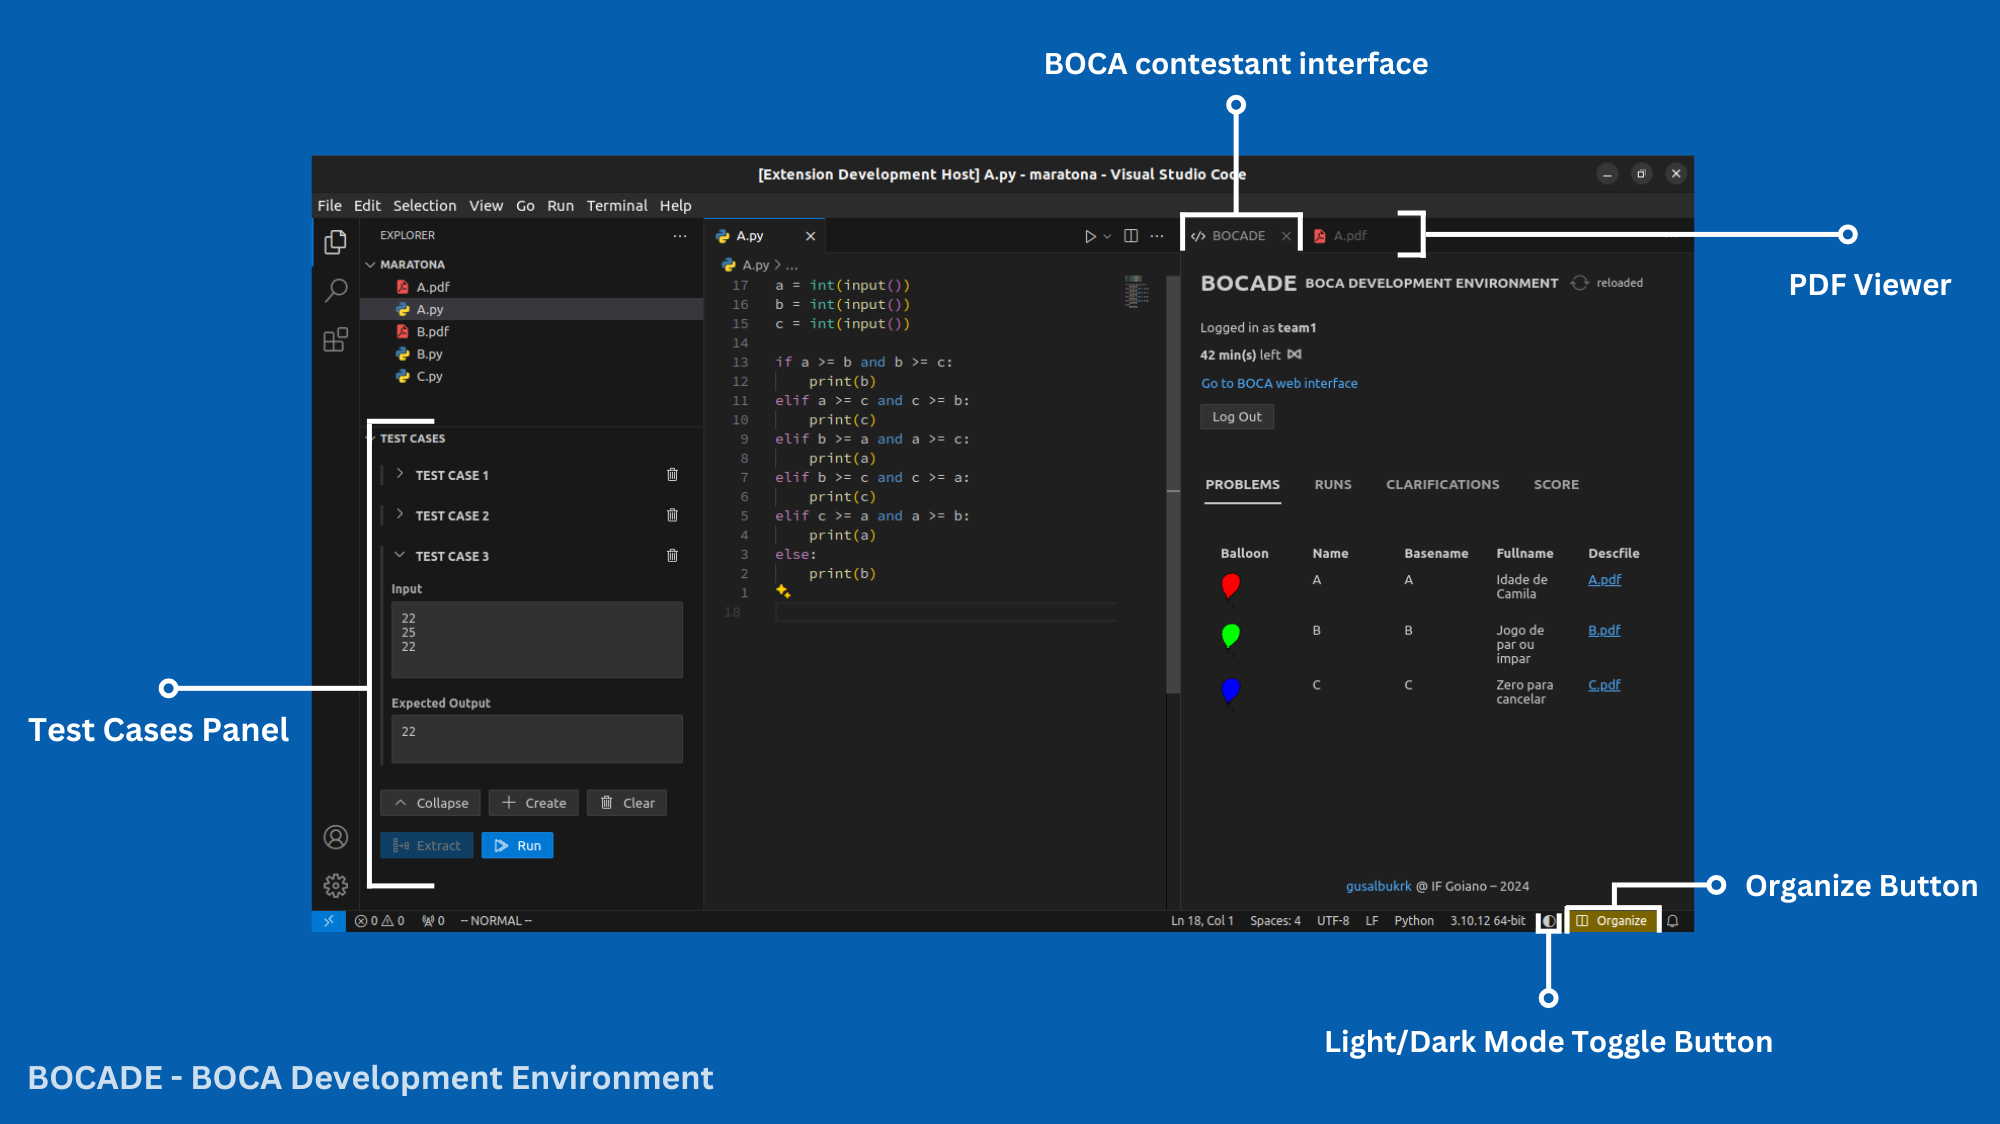 BOCA contestant interface
[Extension Development Host] A.py - maratona - Visual Studio Code
File Edit Selection View Go Run Terminal Help
EXPLORER
MARATONA
A.pdf
A.py
B.pdf
B.py
C.py
TEST CASES
TEST CASE 1
TEST CASE 2
TEST CASE 3
Input
22
25
22
Expected Output
22
Collapse Create Clear
Extract Run
A.py
A.py > ...
17 a = int(input())
16 b = int(input())
15 c = int(input())
14
13 if a >= b and b >= c:
12 print(b)
11 elif a >= c and c >= b:
10 print(c)
9 elif b >= a and a >= c:
8 print(a)
7 elif b >= c and c >= a:
6 print(c)
5 elif c >= a and a >= b:
4 print(a)
3 else:
2 print(b)
1
18
BOCADE A.pdf
BOCADE BOCA DEVELOPMENT ENVIRONMENT reloaded
Logged in as team1
42 min(s) left
Go to BOCA web interface
Log Out
PROBLEMS RUNS CLARIFICATIONS SCORE
Balloon Name Basename Fullname Descfile
A A Idade de Camila A.pdf
B B Jogo de par ou ímpar B.pdf
C C Zero para cancelar C.pdf
gusalbukrk @ IF Goiano – 2024
0 0 0 -- NORMAL --
Ln 18, Col 1 Spaces: 4 UTF-8 LF Python 3.10.12 64-bit Organize
PDF Viewer
Test Cases Panel
Organize Button
Light/Dark Mode Toggle Button
BOCADE - BOCA Development Environment